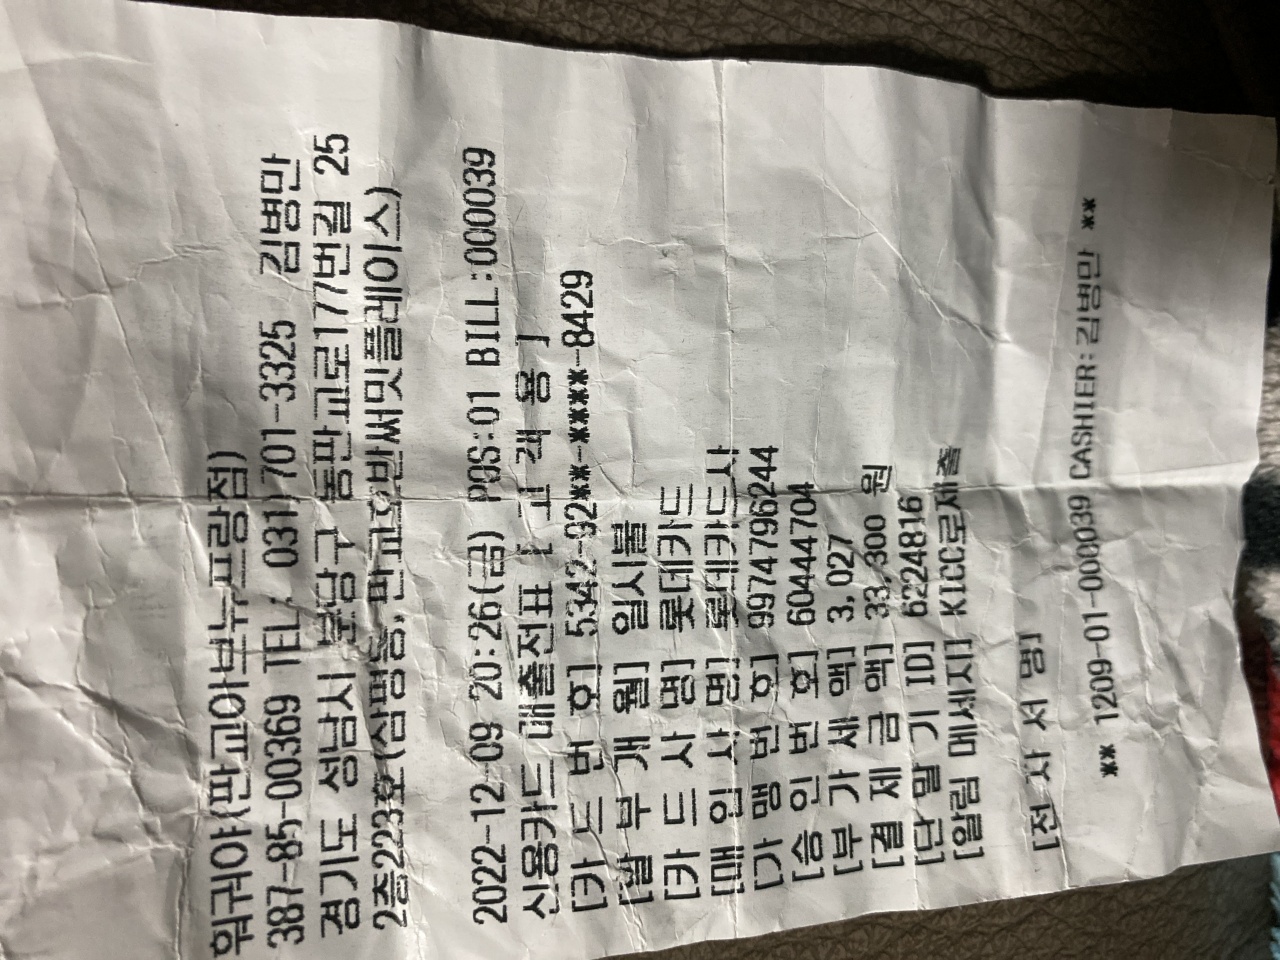 워궈야(판교아브뉴프랑점)
387-85-00369 TEL: 031)701-3325 김병만
경기도 성남시 분당구 동판교로177번길 25
2층223호(삼평동,판교호반써밋플레이스)
2022-12-09 20:26(금) POS:01 BILL:000039
신용카드 매출전표 [ 고 객 용 ]
[카 드 번 호] 5342-92**-****-8429
[할 부 개 월] 일시불
[카 드 사 명] 롯데카드
[매 입 사 명] 롯데카드사
[가 맹 번 호] 99747796244
[승 인 번 호] 60444704
[부 가 세 액] 3,027
[결 제 금 액] 33,300 원
[단 말 기 ID] 6224816
[알림 메세지] KICC로제출
[전 자 서 명]
** 1209-01-000039 CASHIER:김병만 **